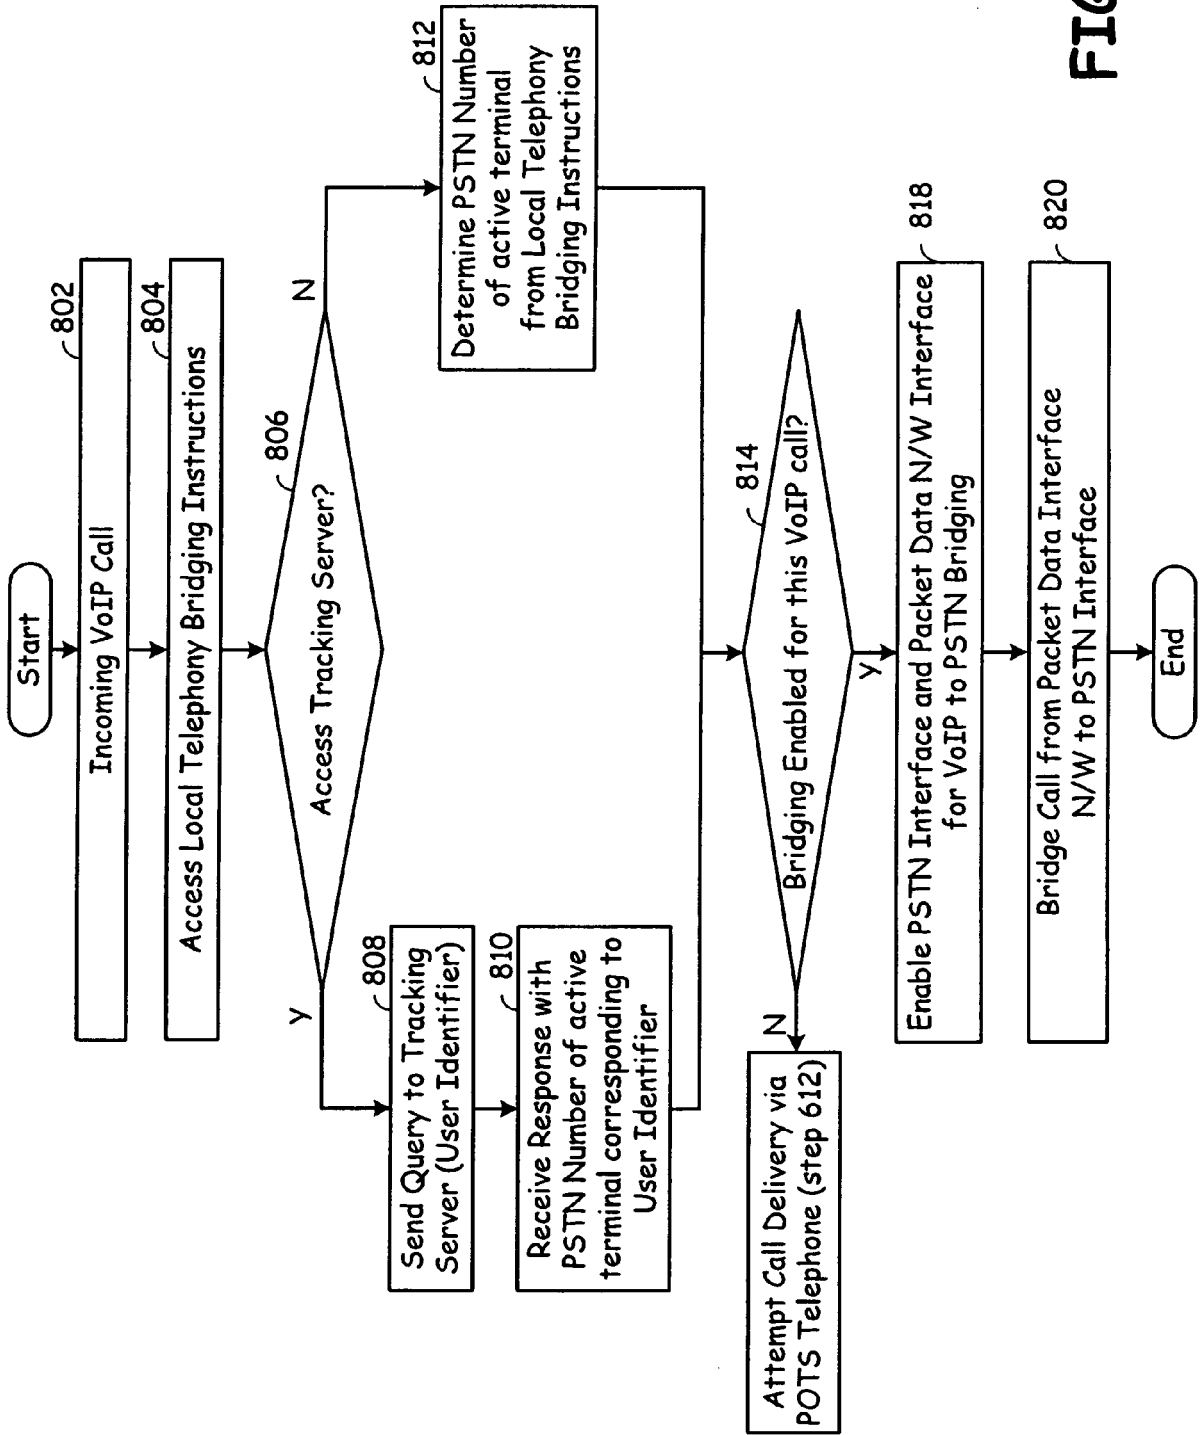 Start
802
Incoming VoIP Call
804
Access Local Telephony Bridging Instructions
806
Access Tracking Server?
Y
N
808
Send Query to Tracking
Server (User Identifier)
810
Receive Response with
PSTN Number of active
terminal corresponding to
User Identifier
812
Determine PSTN Number
of active terminal
from Local Telephony
Bridging Instructions
814
Bridging Enabled for this VoIP call?
N
Attempt Call Delivery via
POTS Telephone (step 612)
Y
818
Enable PSTN Interface and Packet Data N/W Interface
for VoIP to PSTN Bridging
820
Bridge Call from Packet Data Interface
N/W to PSTN Interface
End